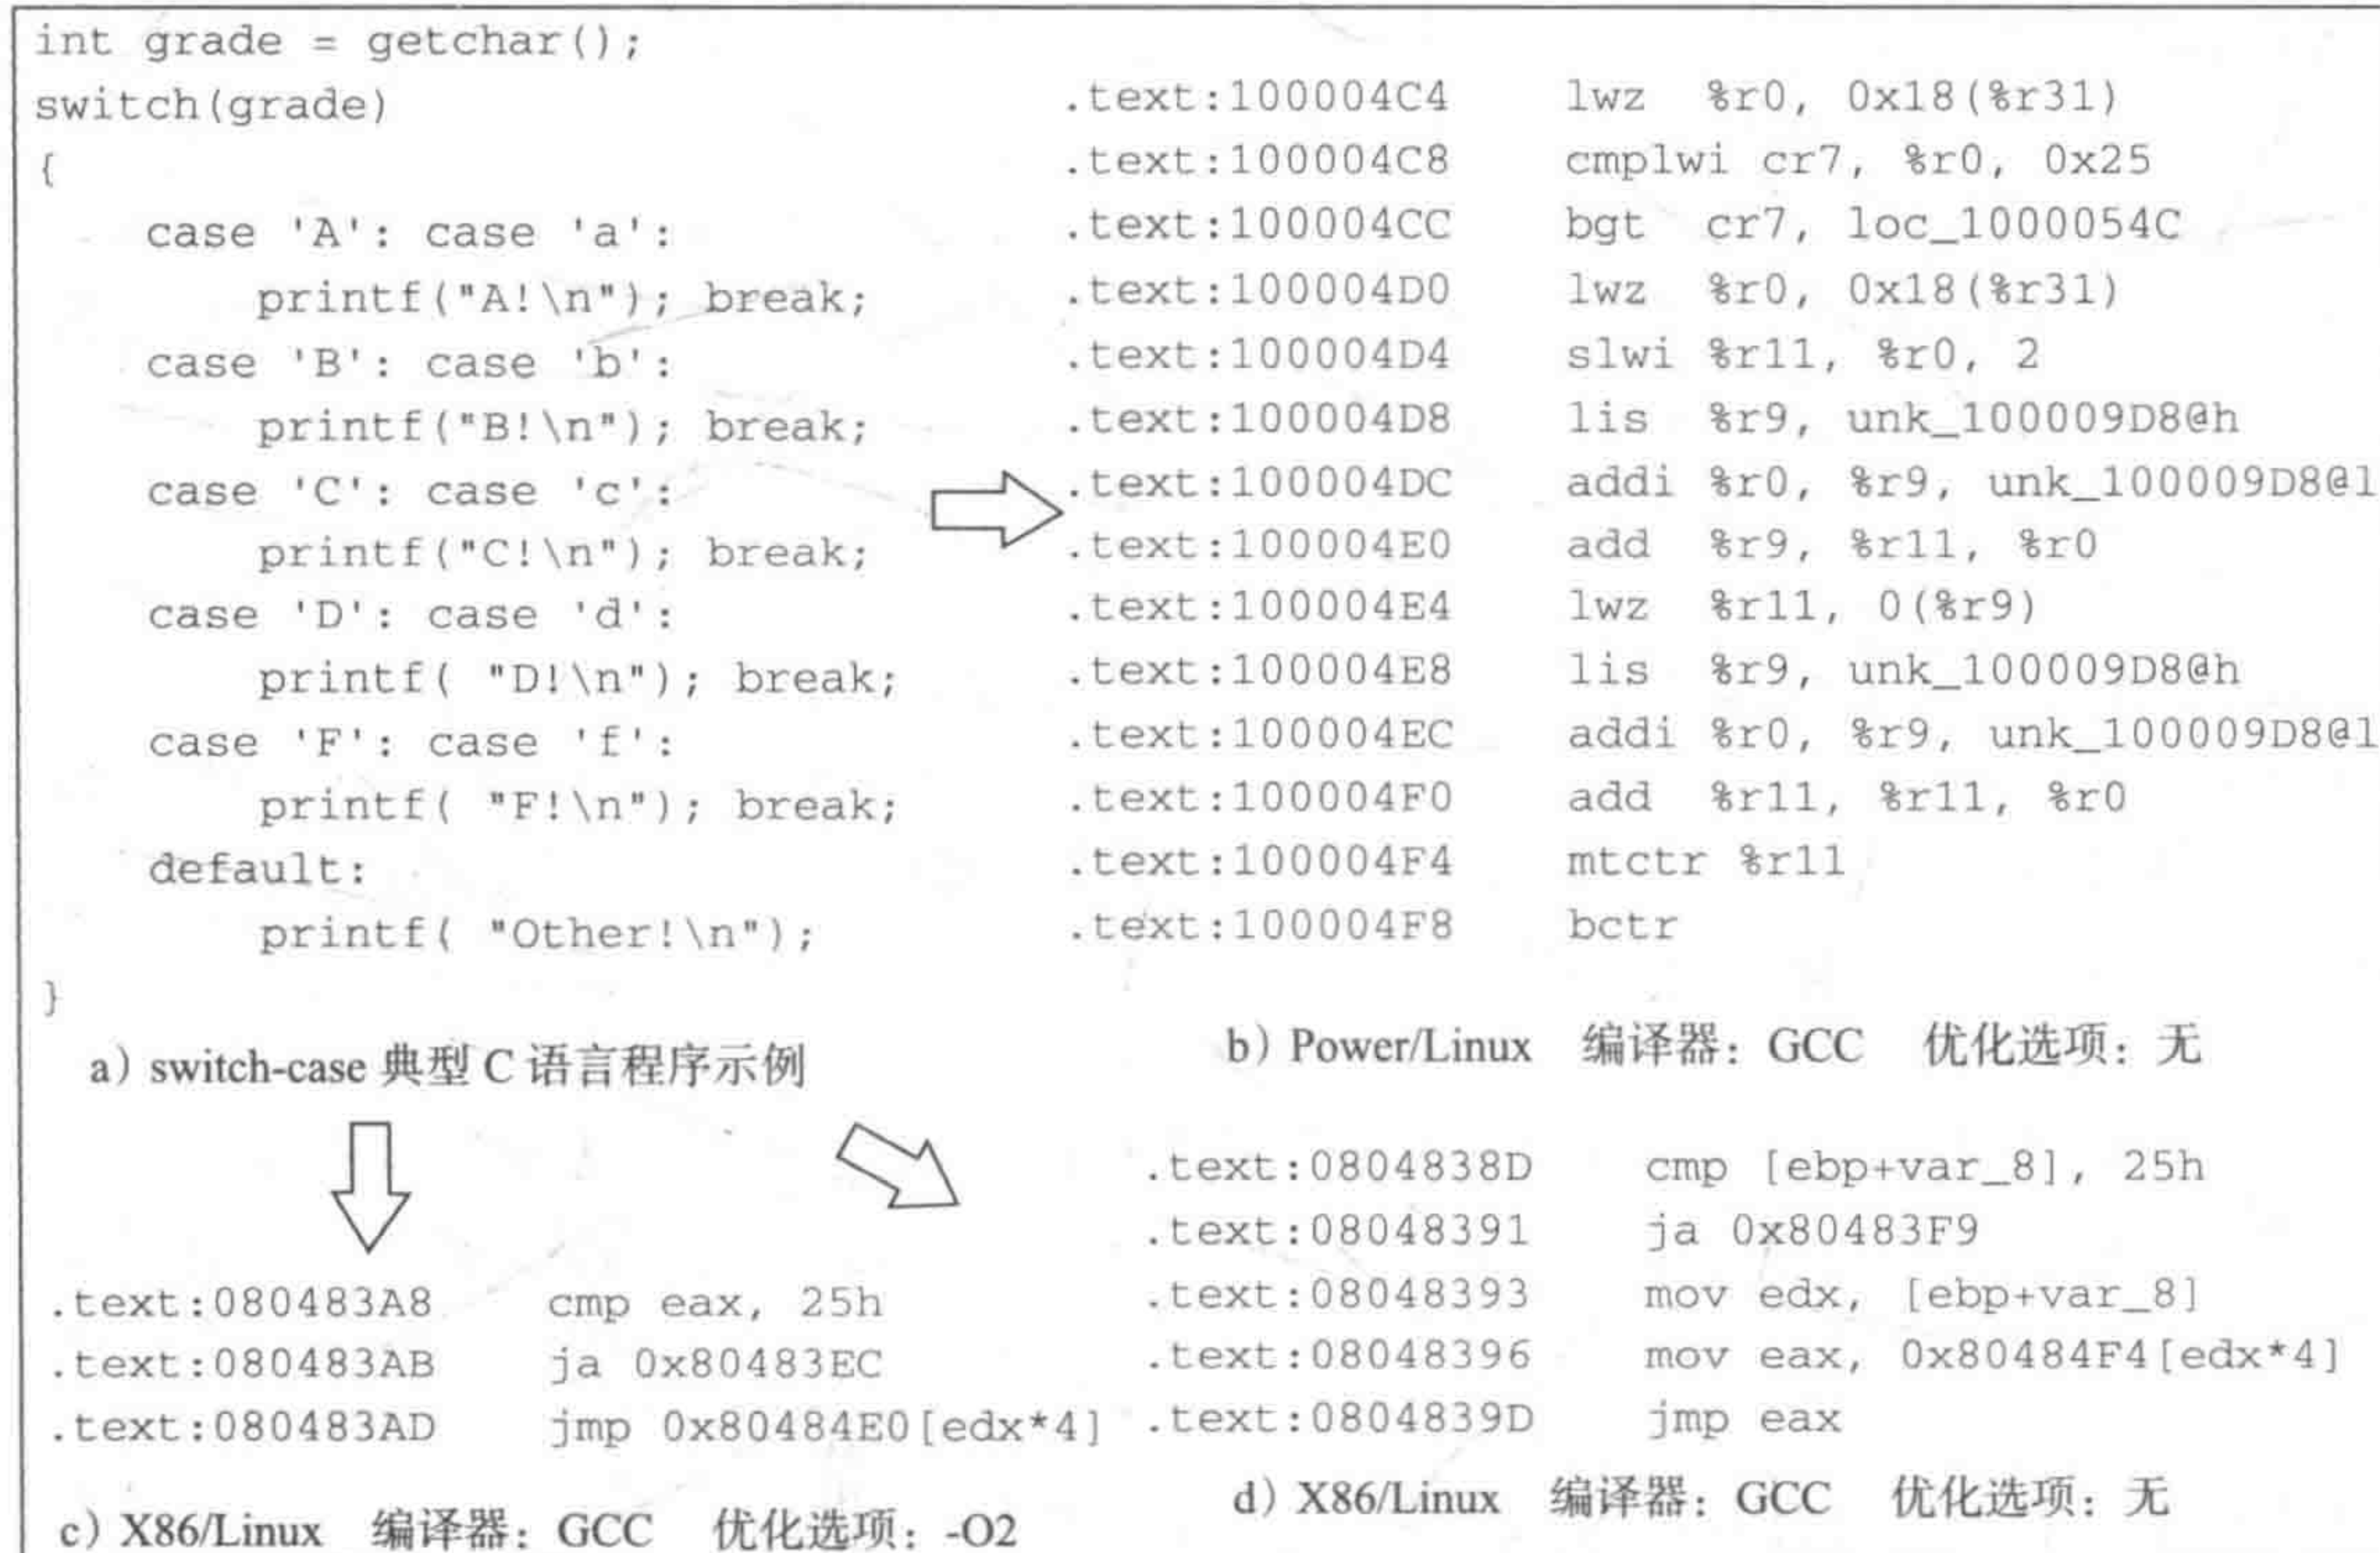 int grade = getchar();
switch(grade)
{
case 'A': case 'a':
printf("A!\n"); break;
case 'B': case 'b':
printf("B!\n"); break;
case 'C': case 'c':
printf("C!\n"); break;
case 'D': case 'd':
printf( "D!\n"); break;
case 'F': case 'f':
printf( "F!\n"); break;
default:
printf( "Other!\n");
}
a) switch-case 典型 C 语言程序示例
.text:100004C4 lwz %r0, 0x18(%r31)
.text:100004C8 cmplwi cr7, %r0, 0x25
.text:100004CC bgt cr7, loc_1000054C
.text:100004D0 lwz %r0, 0x18(%r31)
.text:100004D4 slwi %r11, %r0, 2
.text:100004D8 lis %r9, unk_100009D8@h
.text:100004DC addi %r0, %r9, unk_100009D8@l
.text:100004E0 add %r9, %r11, %r0
.text:100004E4 lwz %r11, 0(%r9)
.text:100004E8 lis %r9, unk_100009D8@h
.text:100004EC addi %r0, %r9, unk_100009D8@l
.text:100004F0 add %r11, %r11, %r0
.text:100004F4 mtctr %r11
.text:100004F8 bctr
b) Power/Linux 编译器：GCC 优化选项：无
.text:080483A8 cmp eax, 25h
.text:080483AB ja 0x80483EC
.text:080483AD jmp 0x80484E0[edx*4]
c) X86/Linux 编译器：GCC 优化选项：-O2
.text:0804838D cmp [ebp+var_8], 25h
.text:08048391 ja 0x80483F9
.text:08048393 mov edx, [ebp+var_8]
.text:08048396 mov eax, 0x80484F4[edx*4]
.text:0804839D jmp eax
d) X86/Linux 编译器：GCC 优化选项：无